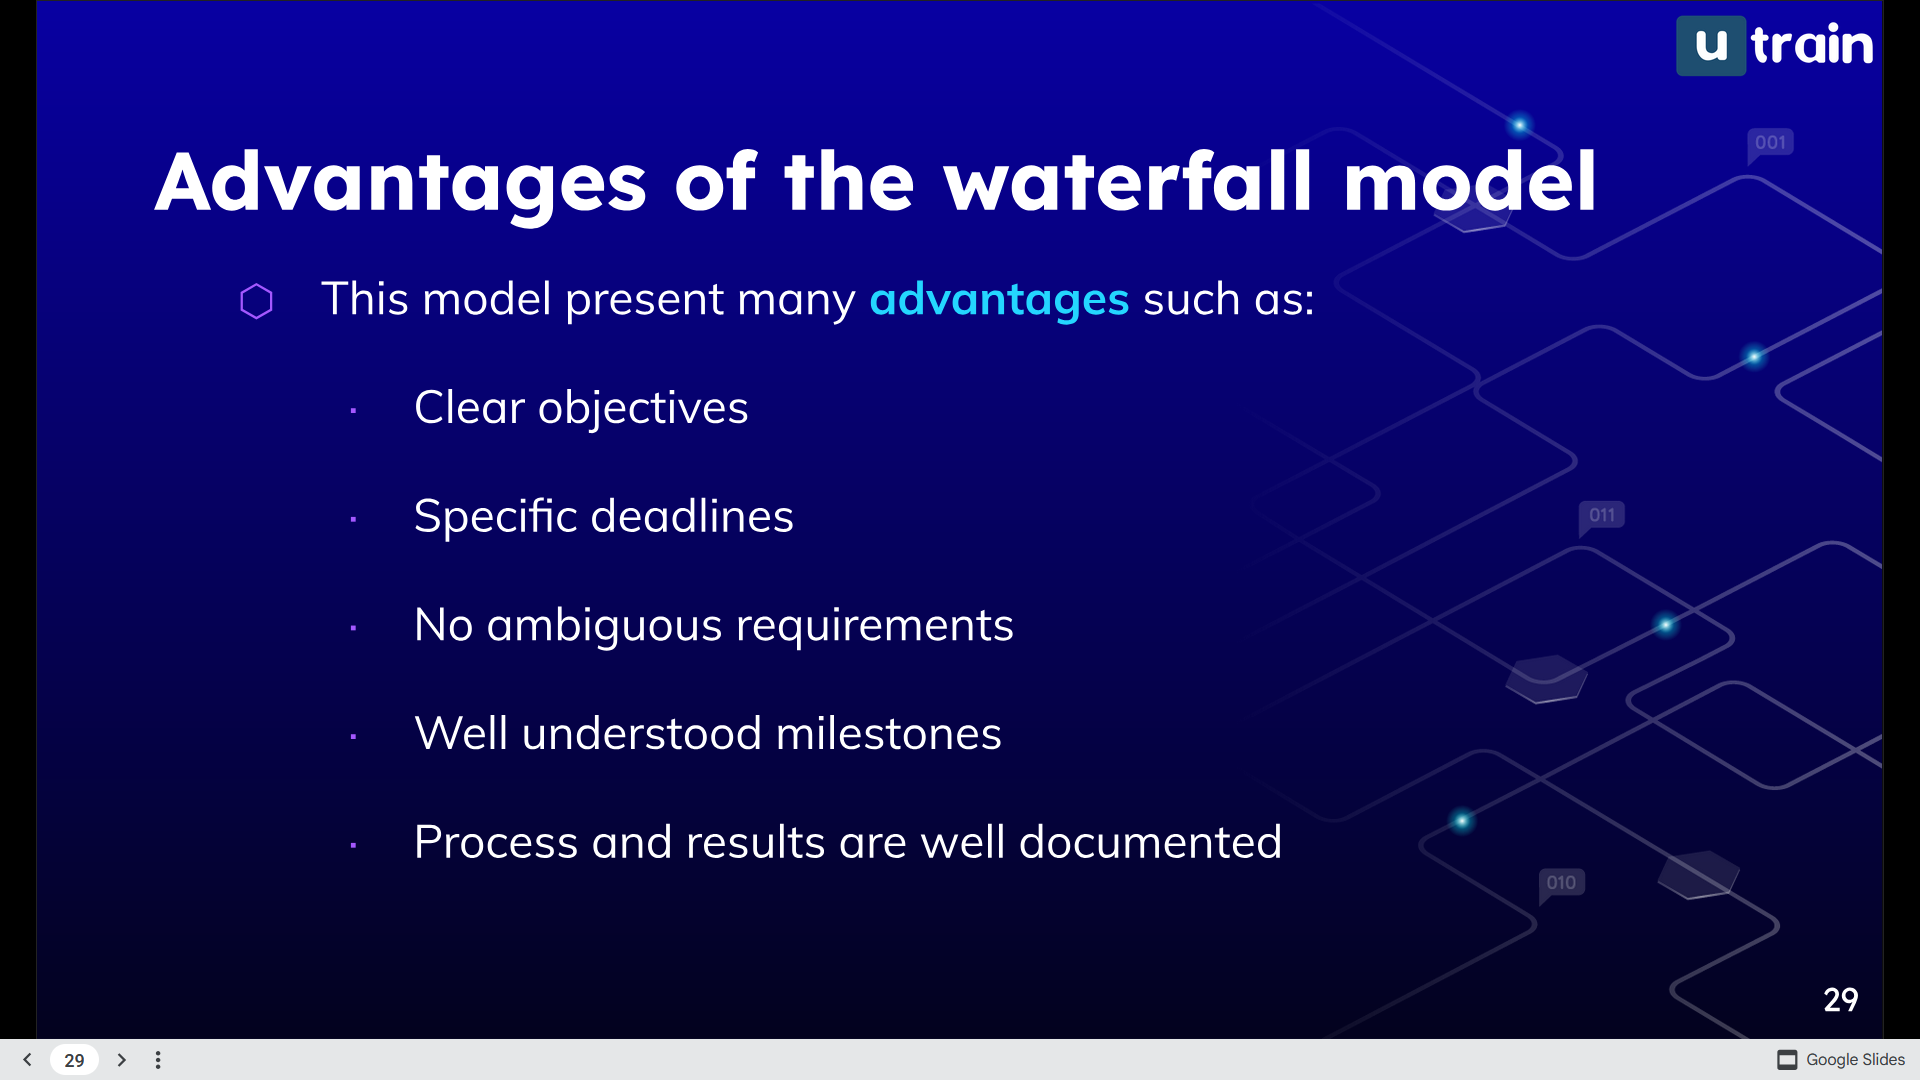 u train
001
Advantages of the waterfall model
This model present many advantages such as:
Clear objectives
Specific deadlines
011
No ambiguous requirements
Well understood milestones
Process and results are well documented
010
29
29
Google Slides